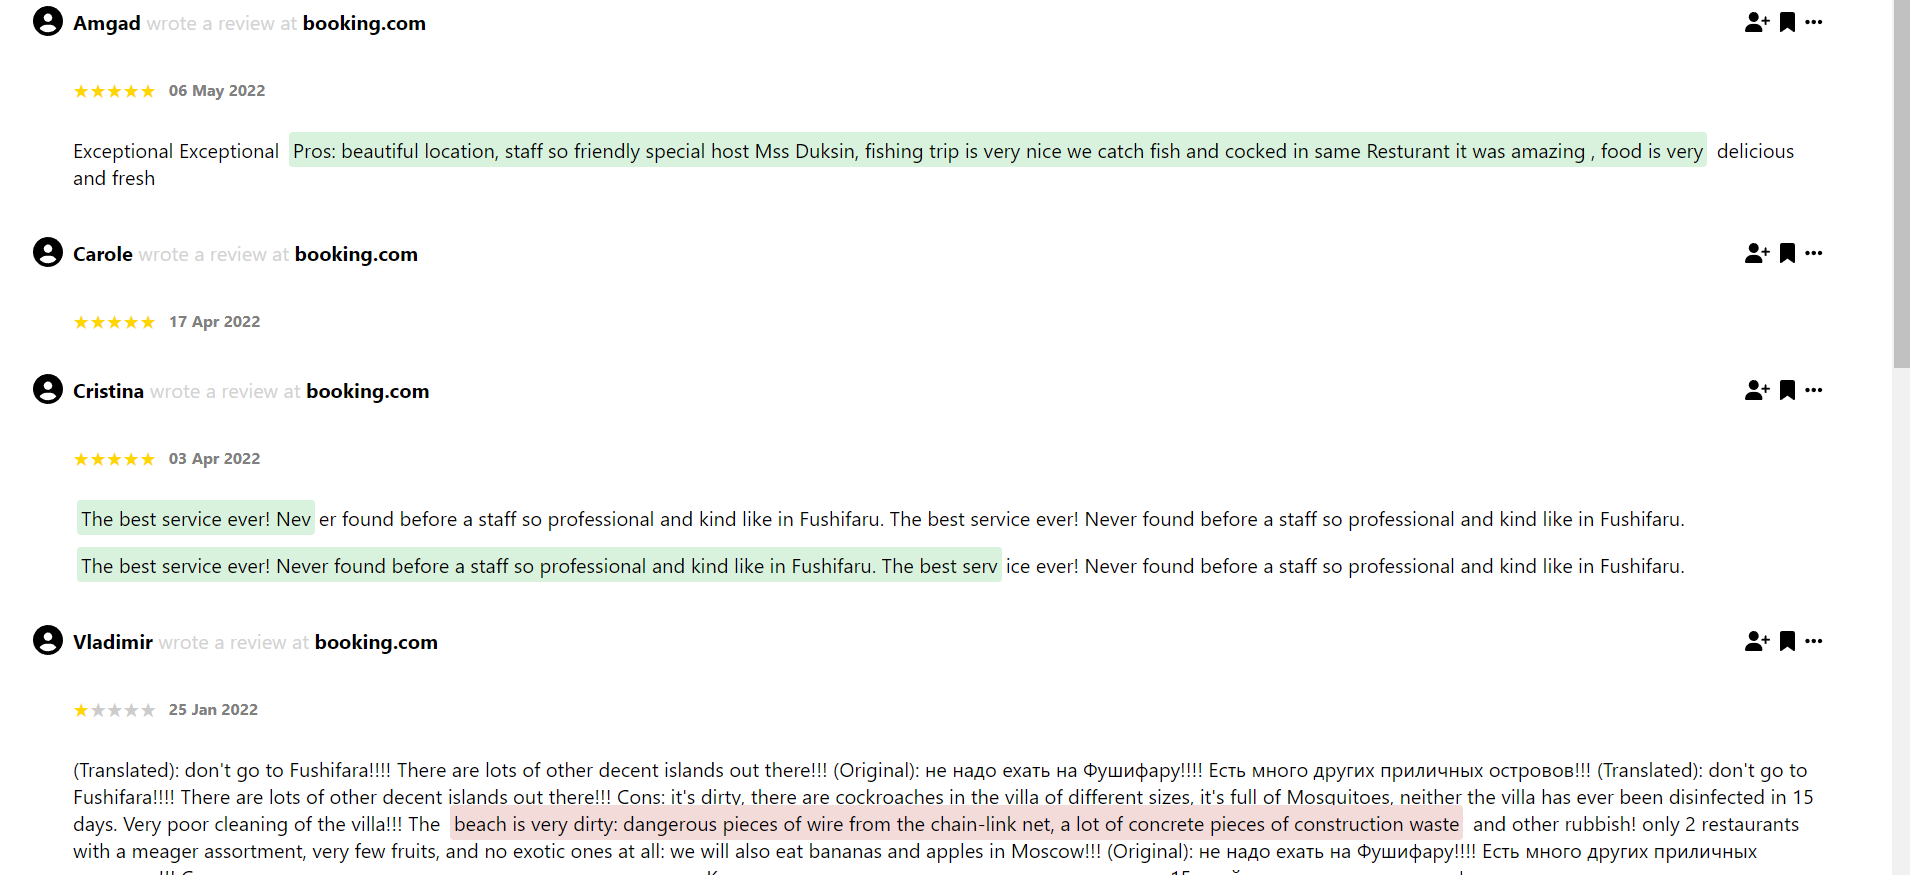 Amgad wrote a review at booking.com
06 May 2022
Exceptional Exceptional Pros: beautiful location, staff so friendly special host Mss Duksin, fishing trip is very nice we catch fish and cocked in same Resturant it was amazing , food is very delicious
and fresh
Carole wrote a review at booking.com
17 Apr 2022
Cristina wrote a review at booking.com
03 Apr 2022
The best service ever! Nev er found before a staff so professional and kind like in Fushifaru. The best service ever! Never found before a staff so professional and kind like in Fushifaru.
The best service ever! Never found before a staff so professional and kind like in Fushifaru. The best serv ice ever! Never found before a staff so professional and kind like in Fushifaru.
Vladimir wrote a review at booking.com
25 Jan 2022
(Translated): don't go to Fushifara!!!! There are lots of other decent islands out there!!! (Original): не надо ехать на Фушифару!!!! Есть много других приличных островов!!! (Translated): don't go to
Fushifara!!!! There are lots of other decent islands out there!!! Cons: it's dirty, there are cockroaches in the villa of different sizes, it's full of Mosquitoes, neither the villa has ever been disinfected in 15
days. Very poor cleaning of the villa!!! The beach is very dirty: dangerous pieces of wire from the chain-link net, a lot of concrete pieces of construction waste and other rubbish! only 2 restaurants
with a meager assortment, very few fruits, and no exotic ones at all: we will also eat bananas and apples in Moscow!!! (Original): не надо ехать на Фушифару!!!! Есть много других приличных